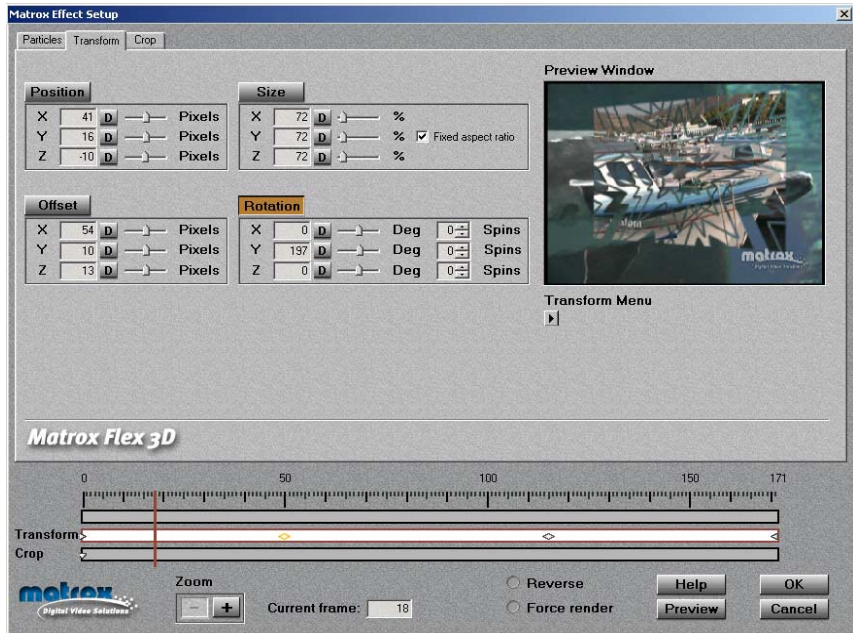 Matrox Effect Setup
Particles Transform Crop
Position
X 41 D Pixels
Y 16 D Pixels
Z -10 D Pixels
Size
X 72 D %
Y 72 D % Fixed aspect ratio
Z 72 D %
Offset
X 54 D Pixels
Y 10 D Pixels
Z 13 D Pixels
Rotation
X 0 D Deg 0 Spins
Y 197 D Deg 0 Spins
Z 0 D Deg 0 Spins
Preview Window
matrox
Digital Video Solutions
Transform Menu
Matrox Flex 3D
0 50 100 150 171
Transform
Crop
matrox
Digital Video Solutions
Zoom
- +
Current frame: 18
Reverse
Force render
Help OK
Preview Cancel